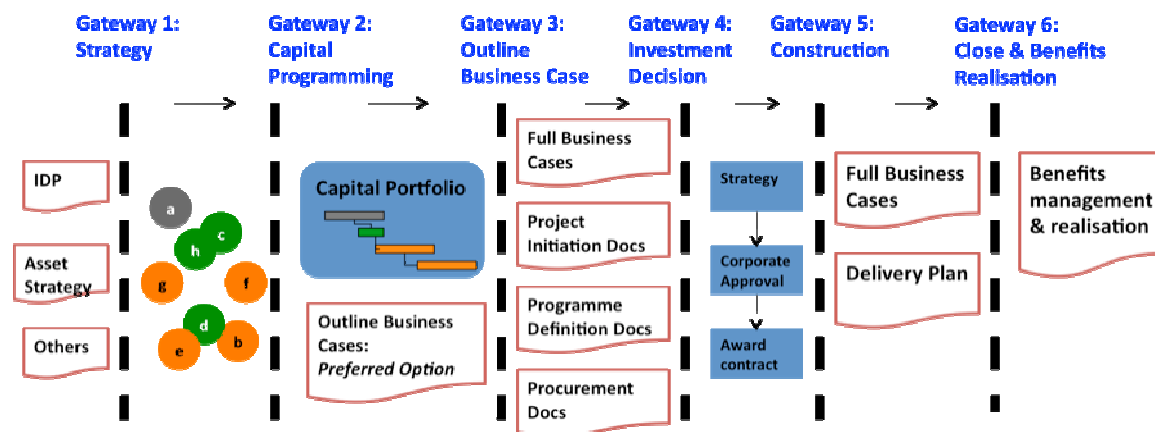 Gateway 1:
Strategy
Gateway 2:
Capital
Programming
Gateway 3:
Outline
Business Case
Gateway 4:
Investment
Decision
Gateway 5:
Construction
Gateway 6:
Close & Benefits
Realisation
IDP
Asset
Strategy
Others
a
c
h
g
f
d
e
b
Capital Portfolio
Outline Business
Cases:
Preferred Option
Full Business
Cases
Project
Initiation Docs
Programme
Definition Docs
Procurement
Docs
Strategy
Corporate
Approval
Award
contract
Full Business
Cases
Delivery Plan
Benefits
management
& realisation